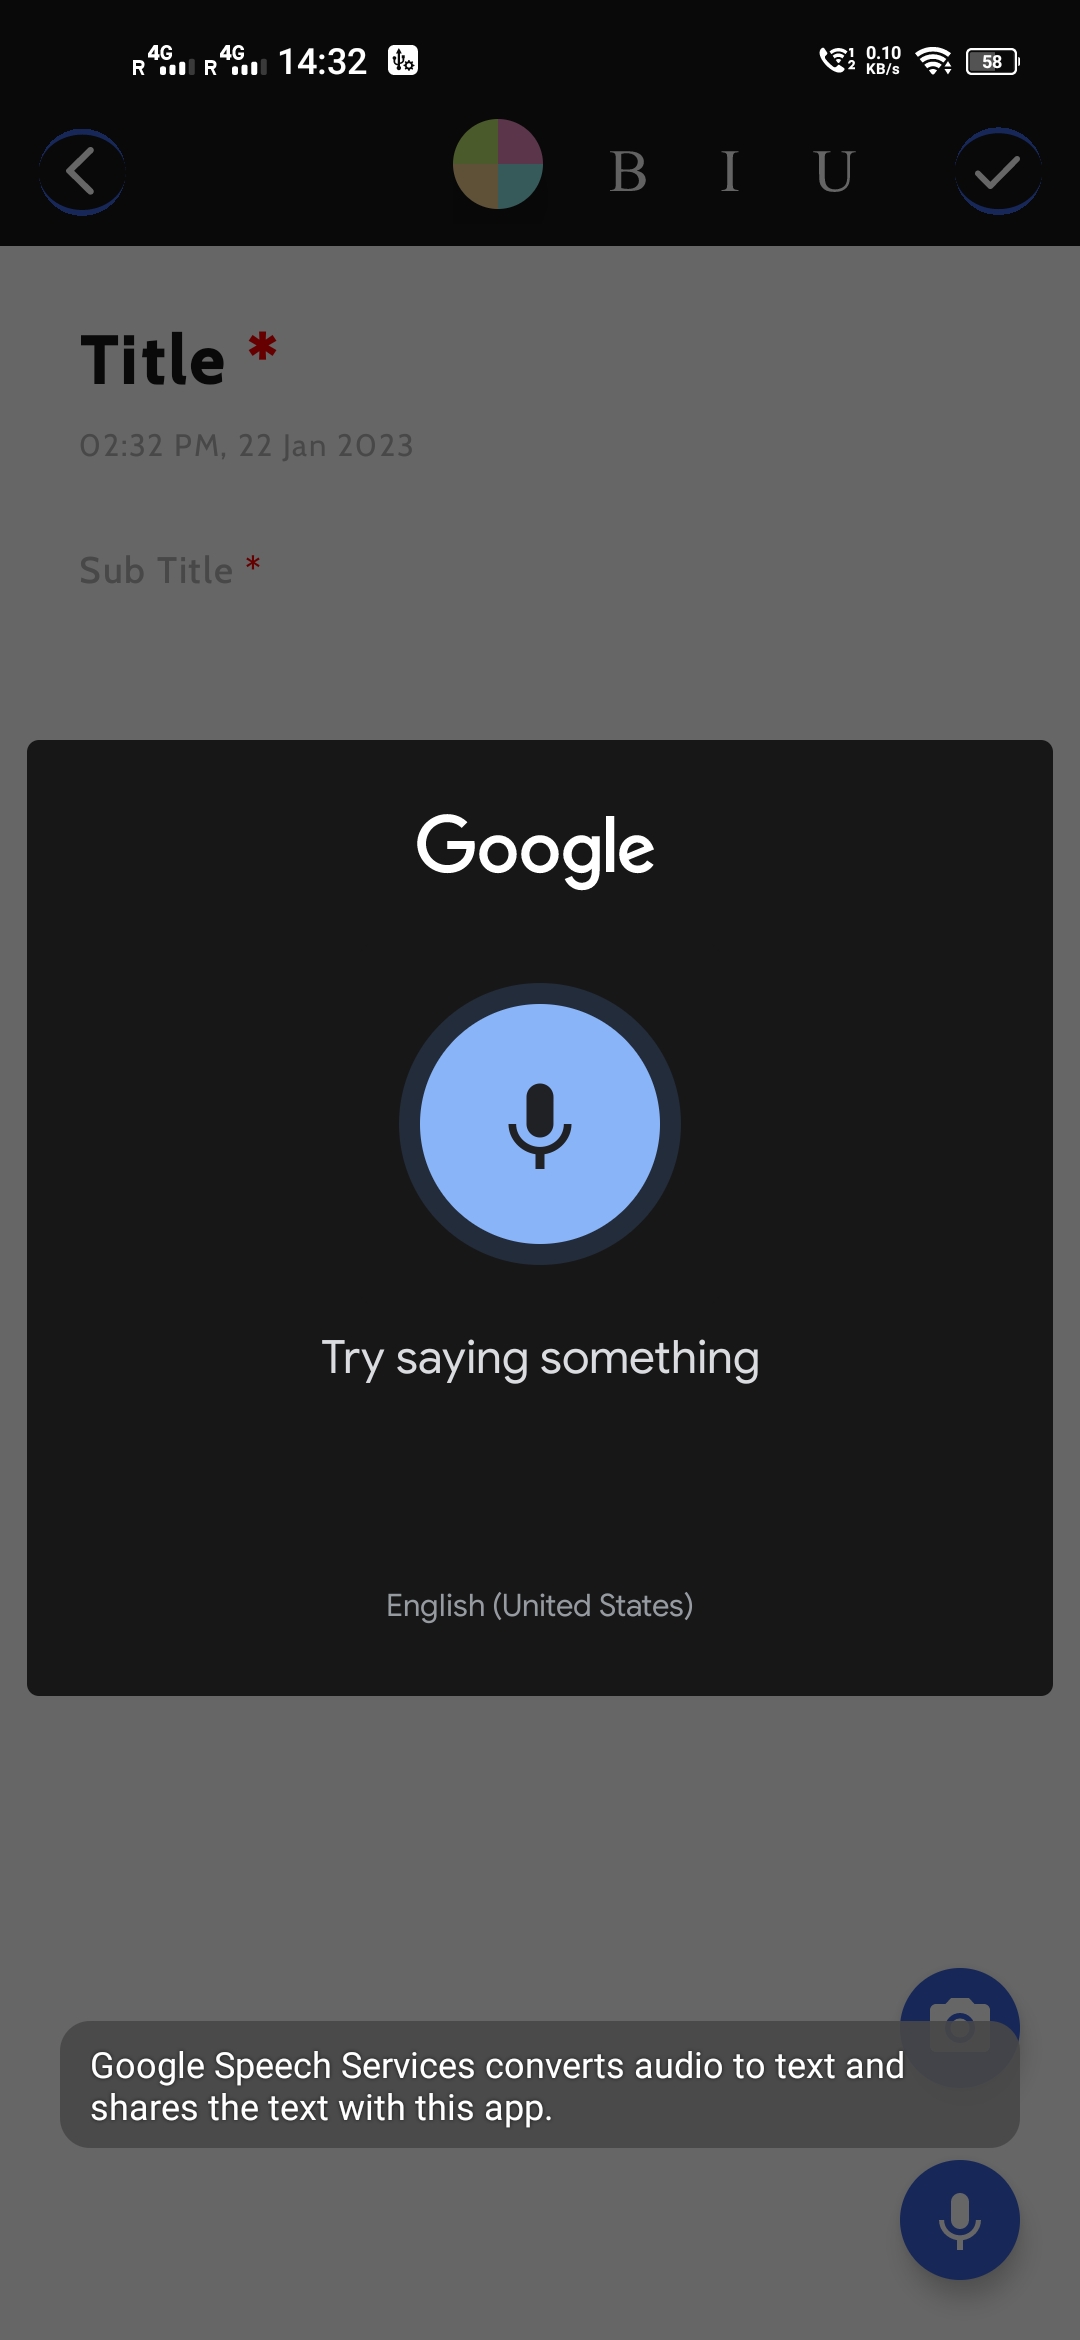 R 4G R 4G 14:32 1 2 0.10 KB/s 58
B I U
Title *
02:32 PM, 22 Jan 2023
Sub Title *
Google
Try saying something
English (United States)
Google Speech Services converts audio to text and
shares the text with this app.